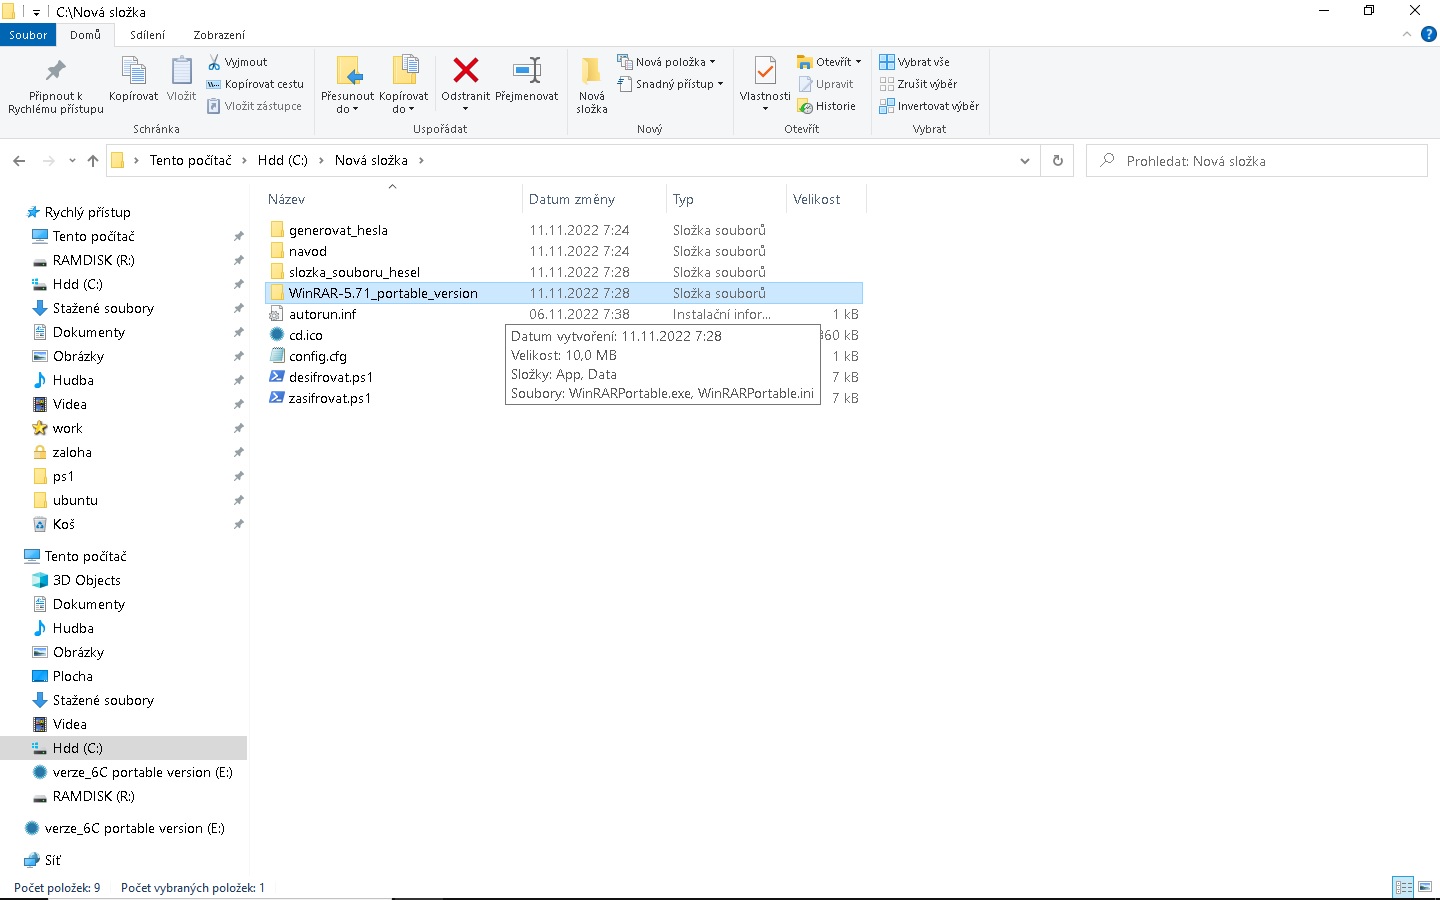 C:\Nová složka
Soubor Domů Sdílení Zobrazení
Připnout k Rychlému přístupu
Kopírovat
Vložit
Vyjmout
Kopírovat cestu
Vložit zástupce
Schránka
Přesunout do
Kopírovat do
Odstranit
Přejmenovat
Uspořádat
Nová složka
Nová položka
Snadný přístup
Nový
Vlastnosti
Otevřít
Upravit
Historie
Otevřít
Vybrat vše
Zrušit výběr
Invertovat výběr
Vybrat
Tento počítač Hdd (C:) Nová složka
Prohledat: Nová složka
Rychlý přístup
Tento počítač
RAMDISK (R:)
Hdd (C:)
Stažené soubory
Dokumenty
Obrázky
Hudba
Videa
work
zaloha
ps1
ubuntu
Koš
Tento počítač
3D Objects
Dokumenty
Hudba
Obrázky
Plocha
Stažené soubory
Videa
Hdd (C:)
verze_6C portable version (E:)
RAMDISK (R:)
verze_6C portable version (E:)
Síť
Název Datum změny Typ Velikost
generovat_hesla 11.11.2022 7:24 Složka souborů
navod 11.11.2022 7:24 Složka souborů
slozka_souboru_hesel 11.11.2022 7:28 Složka souborů
WinRAR-5.71_portable_version 11.11.2022 7:28 Složka souborů
autorun.inf 06.11.2022 7:38 Instalační infor... 1 kB
cd.ico 60 kB
config.cfg 1 kB
desifrovat.ps1 7 kB
zasifrovat.ps1 7 kB
Datum vytvoření: 11.11.2022 7:28
Velikost: 10,0 MB
Složky: App, Data
Soubory: WinRARPortable.exe, WinRARPortable.ini
Počet položek: 9 Počet vybraných položek: 1